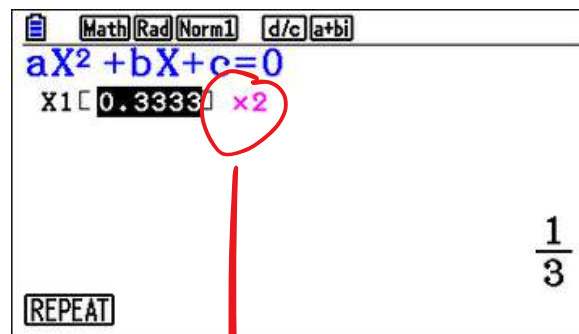 Math Rad Norm1 d/c a+bi
aX² +bX+c=0
X1[ 0.3333] ×2
1
3
REPEAT